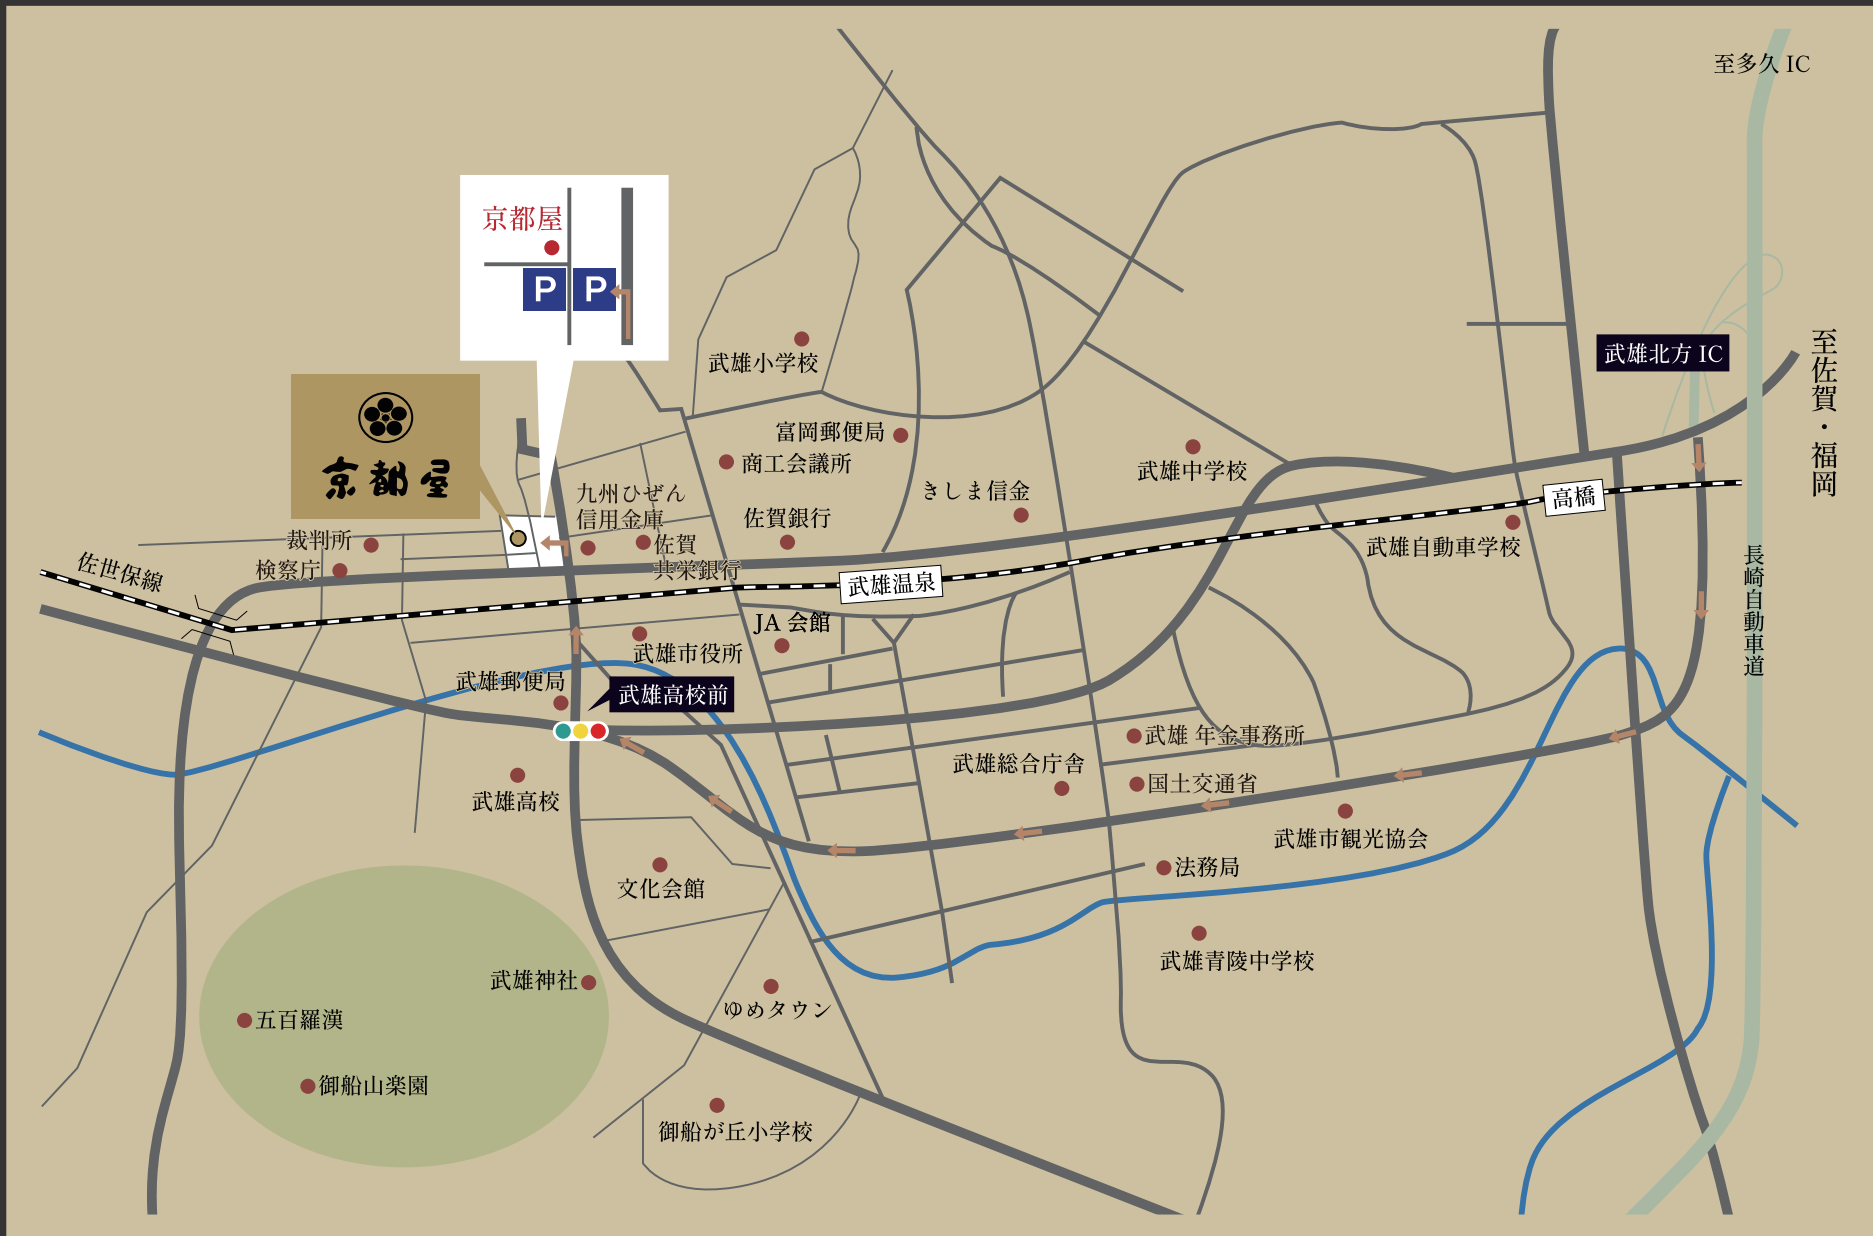 至多久 IC
京都屋
P
P
武雄北方 IC
至佐賀・福岡
武雄小学校
京都屋
富岡郵便局
商工会議所
武雄中学校
きしま信金
高橋
九州ひぜん
信用金庫
佐賀銀行
裁判所
佐賀
共栄銀行
武雄自動車学校
検察庁
佐世保線
武雄温泉
長崎自動車道
JA 会館
武雄市役所
武雄郵便局
武雄高校前
武雄 年金事務所
武雄総合庁舎
国土交通省
武雄高校
武雄市観光協会
法務局
文化会館
武雄青陵中学校
武雄神社
ゆめタウン
五百羅漢
御船山楽園
御船が丘小学校